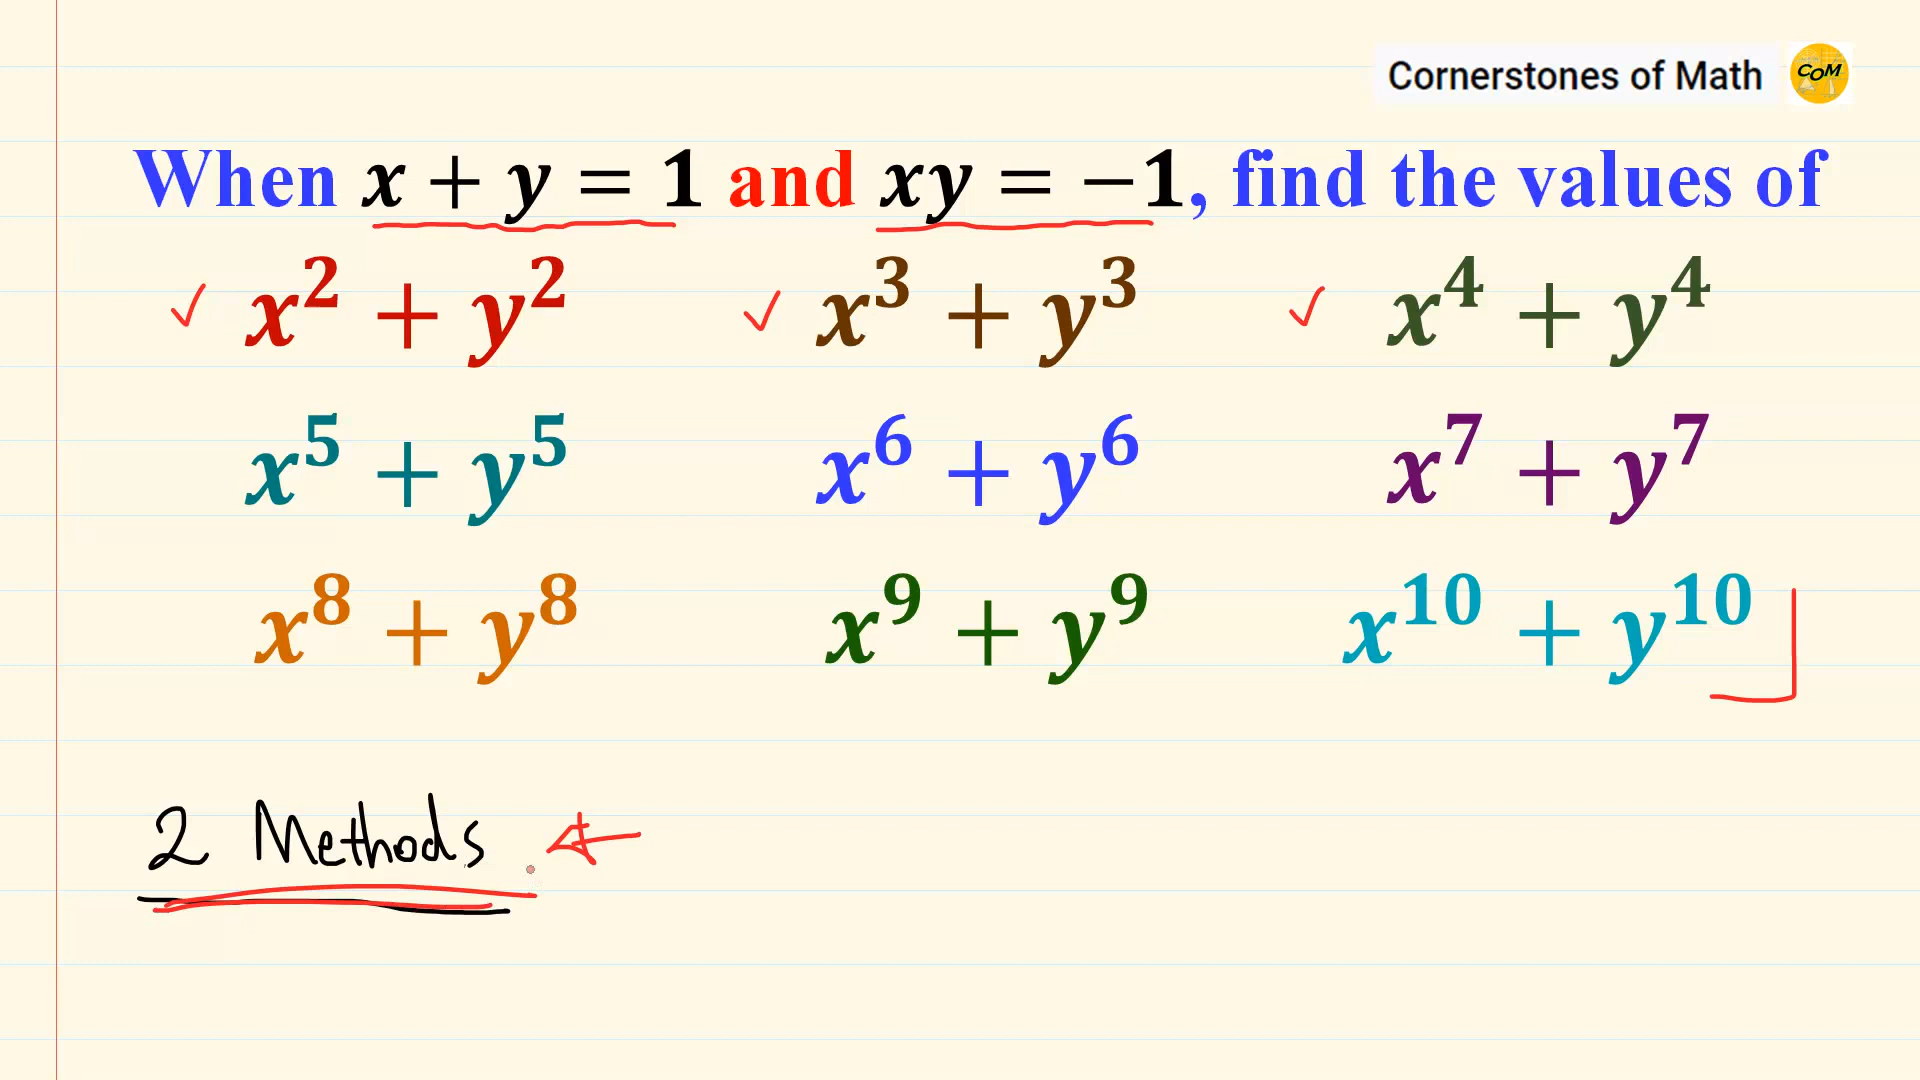 Cornerstones of Math COM
When x + y = 1 and xy = −1, find the values of
x² + y² x³ + y³ x⁴ + y⁴
x⁵ + y⁵ x⁶ + y⁶ x⁷ + y⁷
x⁸ + y⁸ x⁹ + y⁹ x¹⁰ + y¹⁰
2 Methods